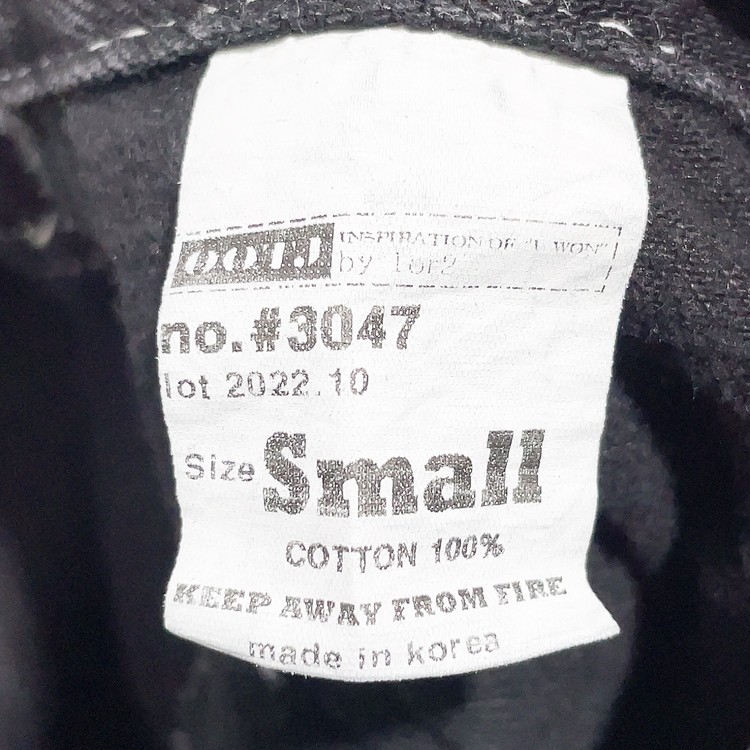 INSPIRATION OF "I WON"
by
no.#3047
lot 2022.10
Size Small
COTTON 100%
KEEP AWAY FROM FIRE
made in korea